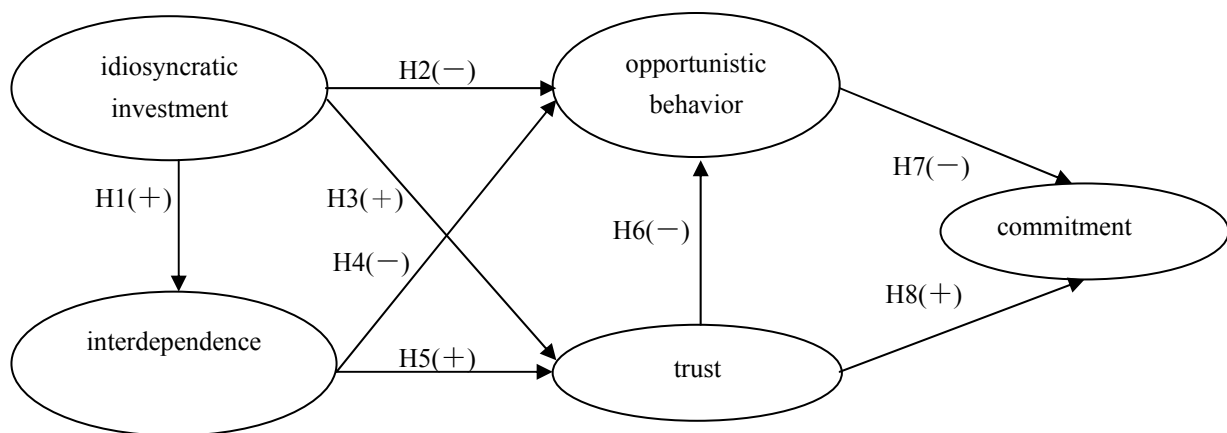 idiosyncratic
investment
opportunistic
behavior
H2(－)
H1(＋)
H3(＋)
H4(－)
H6(－)
H7(－)
commitment
H8(＋)
interdependence
H5(＋)
trust